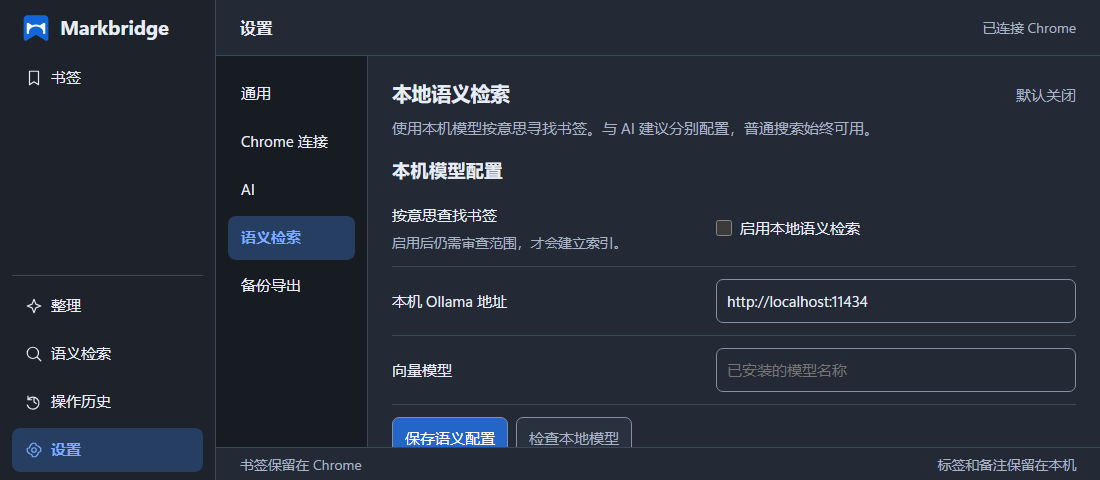 Markbridge
书签
整理
语义检索
操作历史
设置
设置
已连接 Chrome
通用
Chrome 连接
AI
语义检索
备份导出
本地语义检索
默认关闭
使用本机模型按意思寻找书签。与 AI 建议分别配置，普通搜索始终可用。
本机模型配置
按意思查找书签
启用后仍需审查范围，才会建立索引。
启用本地语义检索
本机 Ollama 地址
http://localhost:11434
向量模型
已安装的模型名称
保存语义配置
检查本地模型
书签保留在 Chrome
标签和备注保留在本机